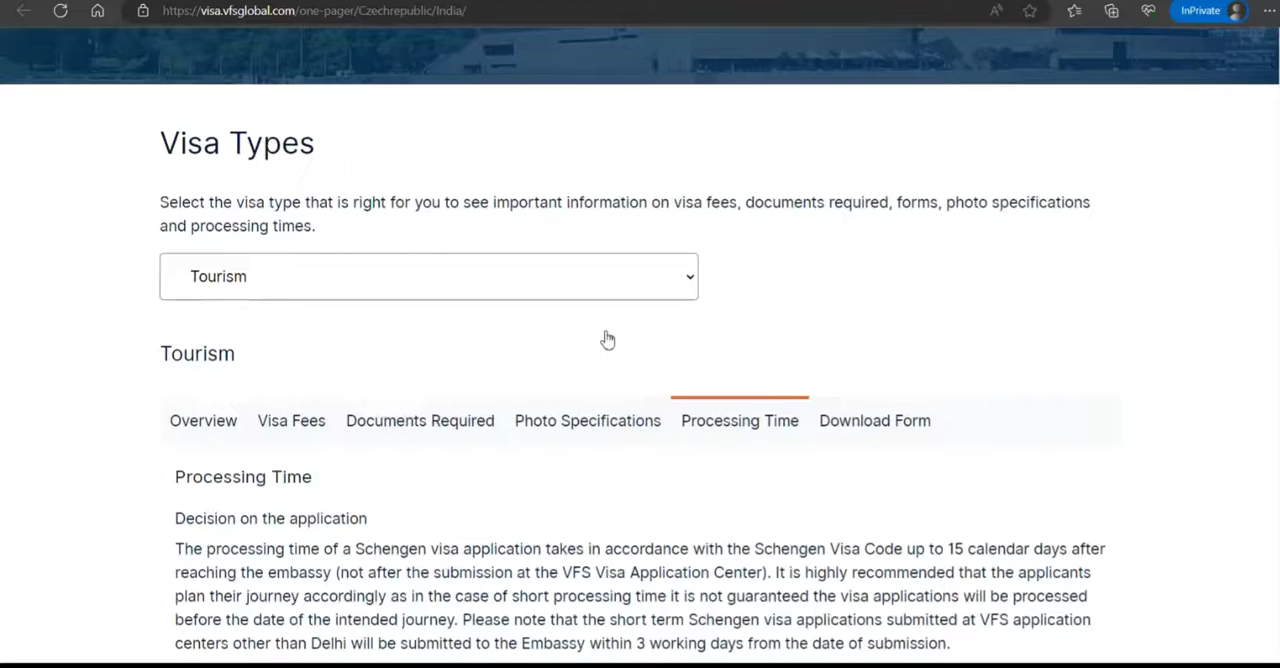 https://visa.vfsglobal.com/one-pager/Czechrepublic/India/
InPrivate
Visa Types
Select the visa type that is right for you to see important information on visa fees, documents required, forms, photo specifications
and processing times.
Tourism
Tourism
Overview Visa Fees Documents Required Photo Specifications Processing Time Download Form
Processing Time
Decision on the application
The processing time of a Schengen visa application takes in accordance with the Schengen Visa Code up to 15 calendar days after
reaching the embassy (not after the submission at the VFS Visa Application Center). It is highly recommended that the applicants
plan their journey accordingly as in the case of short processing time it is not guaranteed the visa applications will be processed
before the date of the intended journey. Please note that the short term Schengen visa applications submitted at VFS application
centers other than Delhi will be submitted to the Embassy within 3 working days from the date of submission.